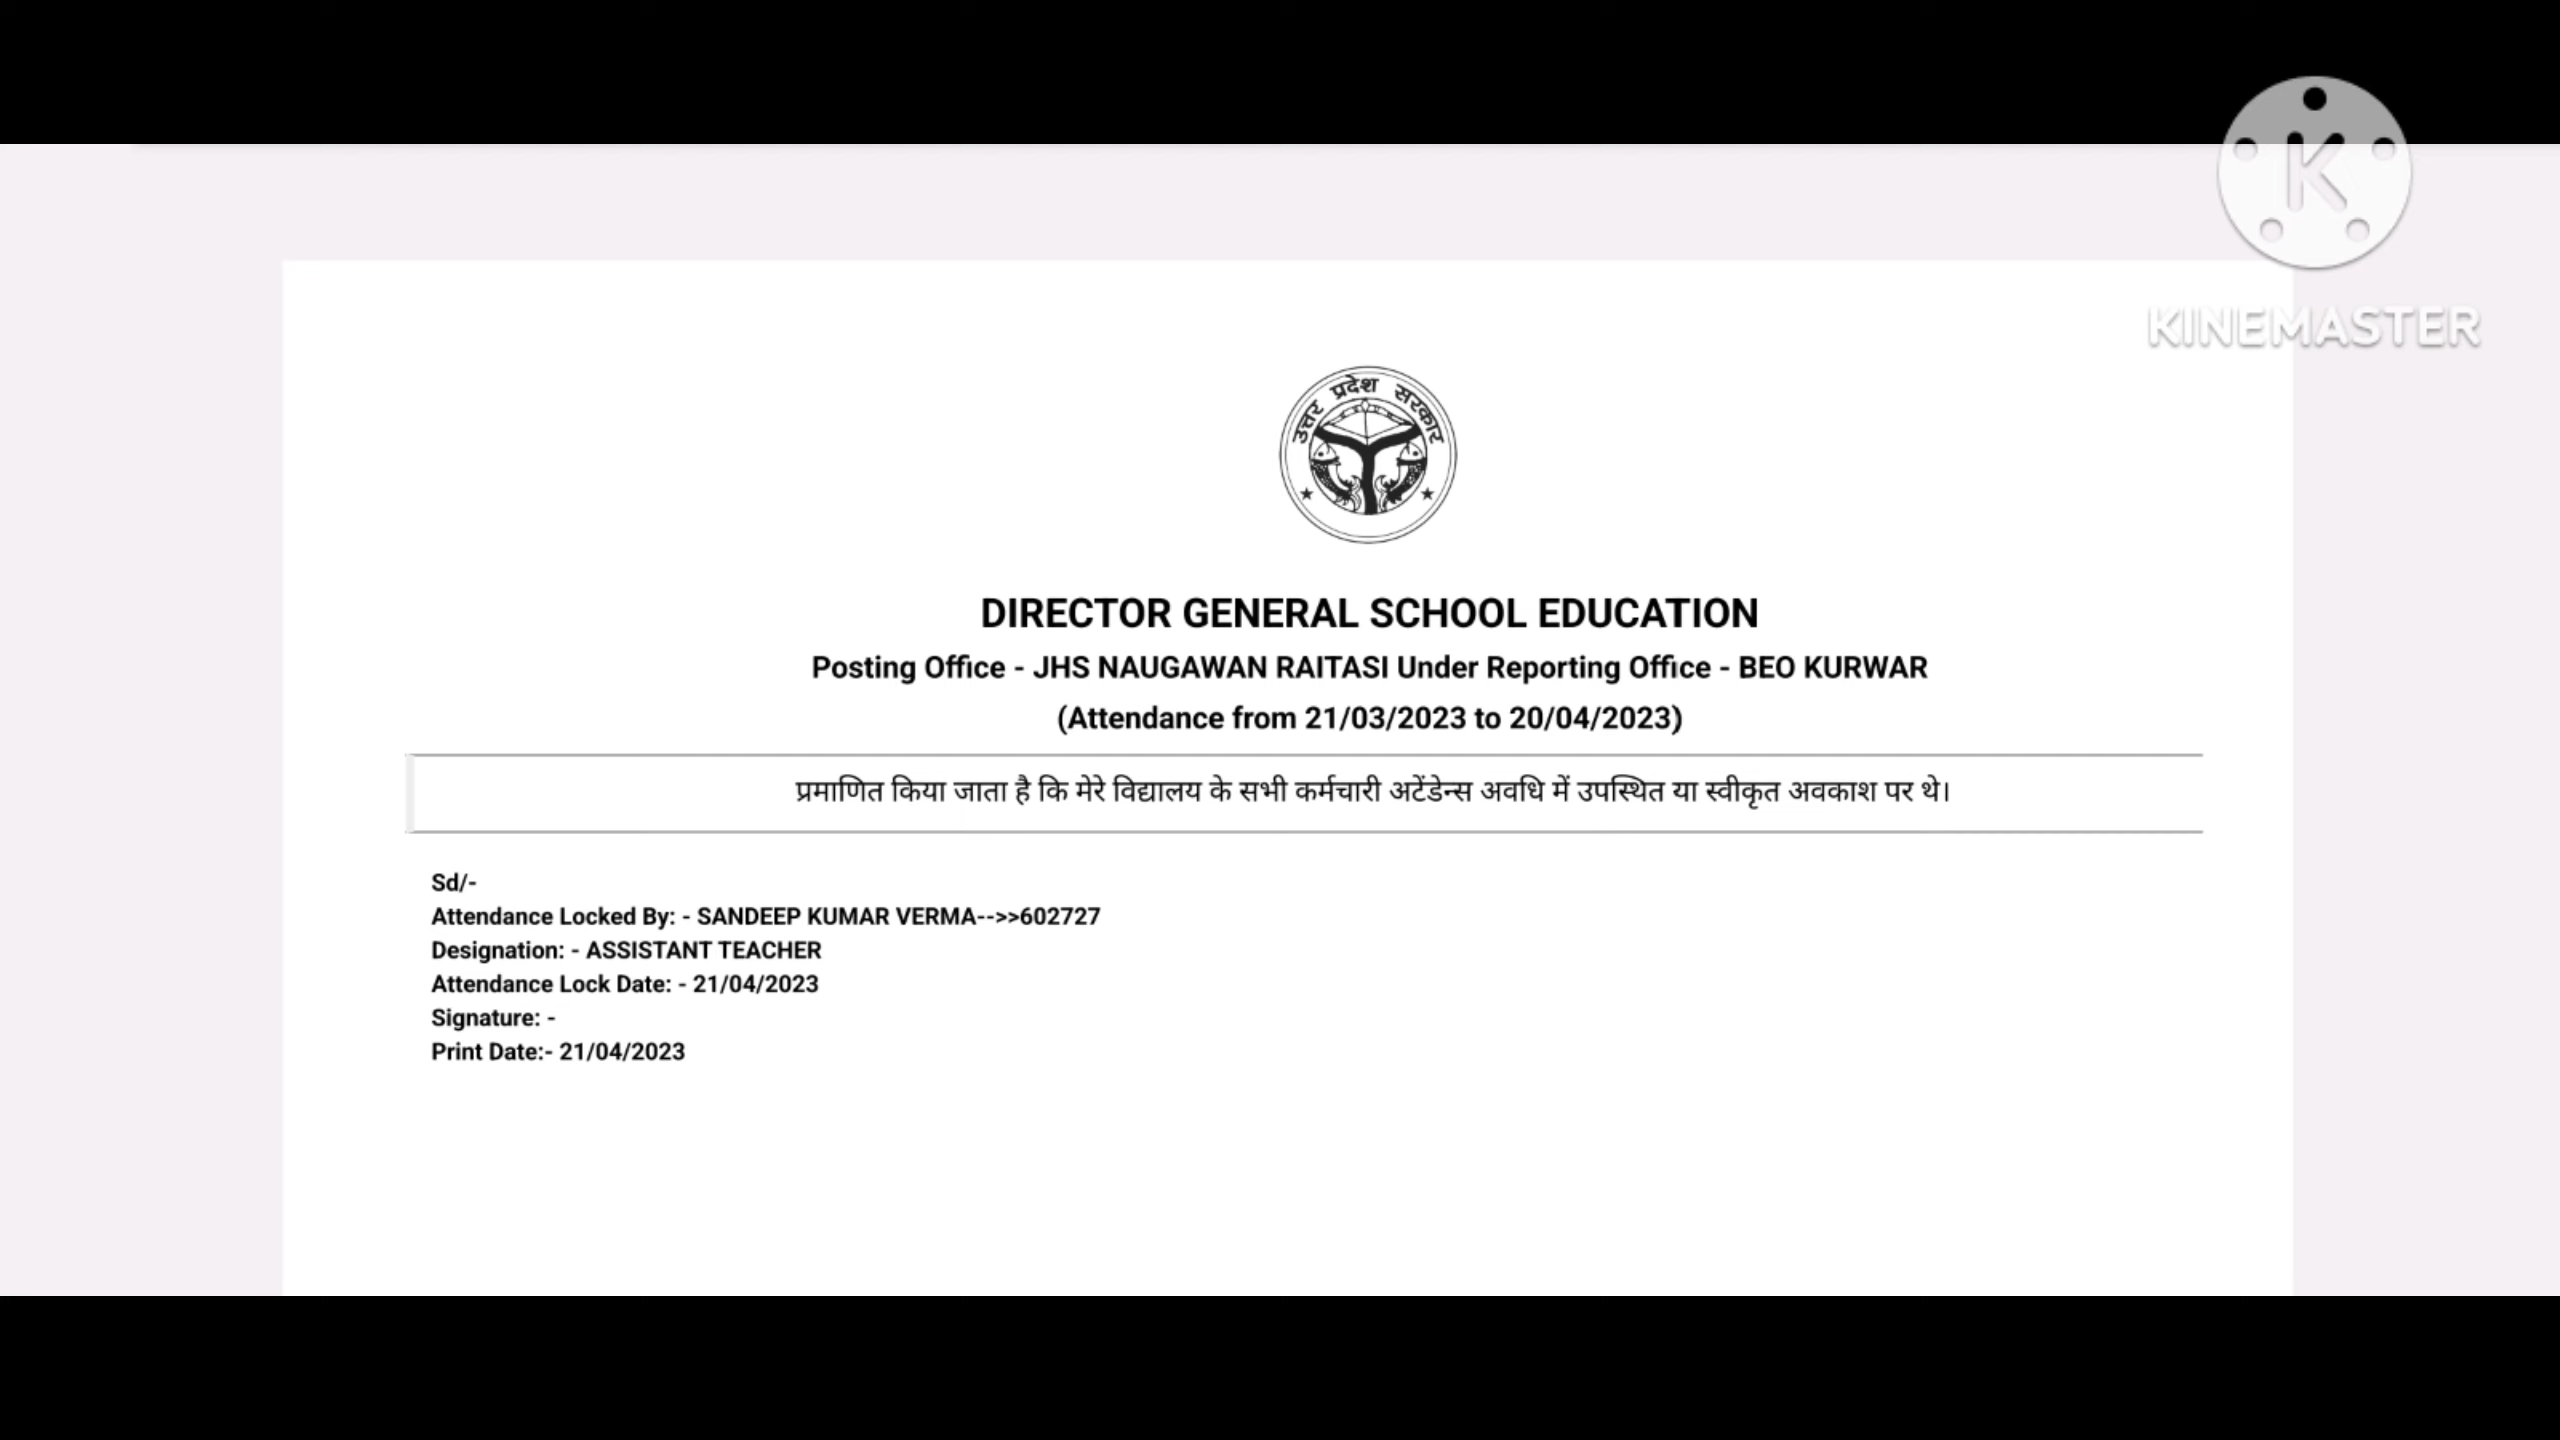 K
KINEMASTER
उत्तर प्रदेश सरकार
DIRECTOR GENERAL SCHOOL EDUCATION
Posting Office - JHS NAUGAWAN RAITASI Under Reporting Office - BEO KURWAR
(Attendance from 21/03/2023 to 20/04/2023)
प्रमाणित किया जाता है कि मेरे विद्यालय के सभी कर्मचारी अटेंडेन्स अवधि में उपस्थित या स्वीकृत अवकाश पर थे।
Sd/-
Attendance Locked By: - SANDEEP KUMAR VERMA-->>602727
Designation: - ASSISTANT TEACHER
Attendance Lock Date: - 21/04/2023
Signature: -
Print Date:- 21/04/2023